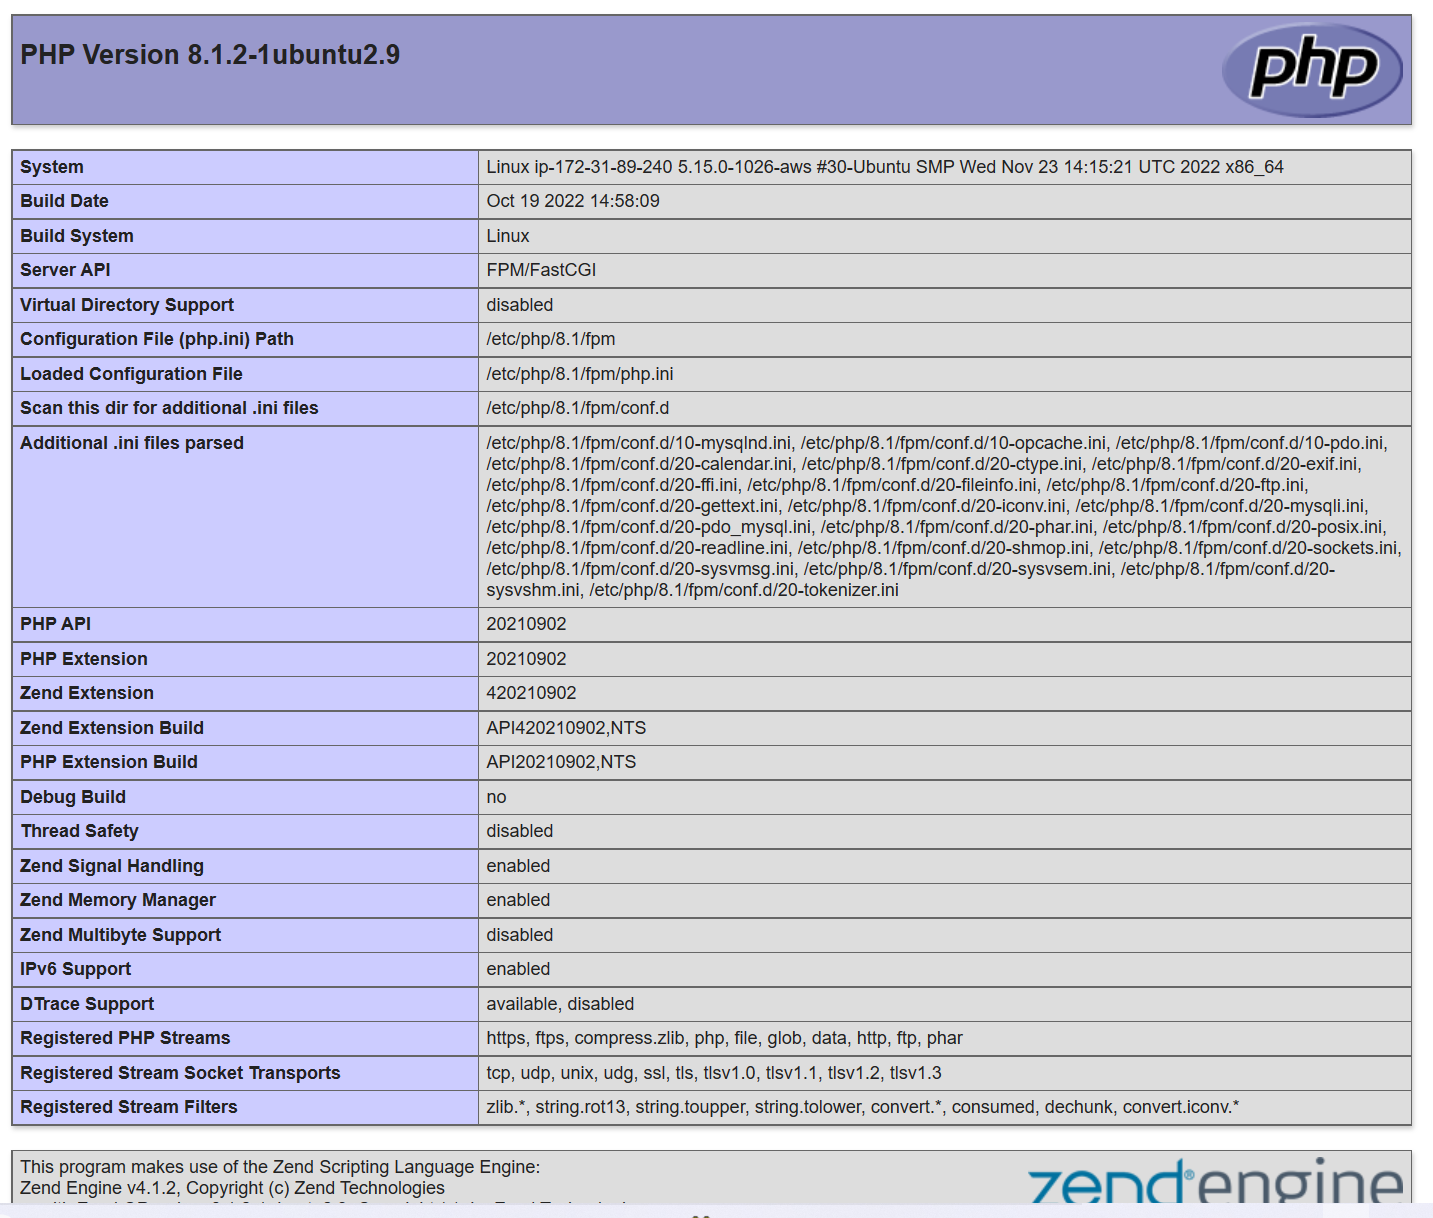 PHP Version 8.1.2-1ubuntu2.9
php
System Linux ip-172-31-89-240 5.15.0-1026-aws #30-Ubuntu SMP Wed Nov 23 14:15:21 UTC 2022 x86_64
Build Date Oct 19 2022 14:58:09
Build System Linux
Server API FPM/FastCGI
Virtual Directory Support disabled
Configuration File (php.ini) Path /etc/php/8.1/fpm
Loaded Configuration File /etc/php/8.1/fpm/php.ini
Scan this dir for additional .ini files /etc/php/8.1/fpm/conf.d
Additional .ini files parsed /etc/php/8.1/fpm/conf.d/10-mysqlnd.ini, /etc/php/8.1/fpm/conf.d/10-opcache.ini, /etc/php/8.1/fpm/conf.d/10-pdo.ini,
/etc/php/8.1/fpm/conf.d/20-calendar.ini, /etc/php/8.1/fpm/conf.d/20-ctype.ini, /etc/php/8.1/fpm/conf.d/20-exif.ini,
/etc/php/8.1/fpm/conf.d/20-ffi.ini, /etc/php/8.1/fpm/conf.d/20-fileinfo.ini, /etc/php/8.1/fpm/conf.d/20-ftp.ini,
/etc/php/8.1/fpm/conf.d/20-gettext.ini, /etc/php/8.1/fpm/conf.d/20-iconv.ini, /etc/php/8.1/fpm/conf.d/20-mysqli.ini,
/etc/php/8.1/fpm/conf.d/20-pdo_mysql.ini, /etc/php/8.1/fpm/conf.d/20-phar.ini, /etc/php/8.1/fpm/conf.d/20-posix.ini,
/etc/php/8.1/fpm/conf.d/20-readline.ini, /etc/php/8.1/fpm/conf.d/20-shmop.ini, /etc/php/8.1/fpm/conf.d/20-sockets.ini,
/etc/php/8.1/fpm/conf.d/20-sysvmsg.ini, /etc/php/8.1/fpm/conf.d/20-sysvsem.ini, /etc/php/8.1/fpm/conf.d/20-
sysvshm.ini, /etc/php/8.1/fpm/conf.d/20-tokenizer.ini
PHP API 20210902
PHP Extension 20210902
Zend Extension 420210902
Zend Extension Build API420210902,NTS
PHP Extension Build API20210902,NTS
Debug Build no
Thread Safety disabled
Zend Signal Handling enabled
Zend Memory Manager enabled
Zend Multibyte Support disabled
IPv6 Support enabled
DTrace Support available, disabled
Registered PHP Streams https, ftps, compress.zlib, php, file, glob, data, http, ftp, phar
Registered Stream Socket Transports tcp, udp, unix, udg, ssl, tls, tlsv1.0, tlsv1.1, tlsv1.2, tlsv1.3
Registered Stream Filters zlib.*, string.rot13, string.toupper, string.tolower, convert.*, consumed, dechunk, convert.iconv.*
This program makes use of the Zend Scripting Language Engine:
Zend Engine v4.1.2, Copyright (c) Zend Technologies
zend® engine